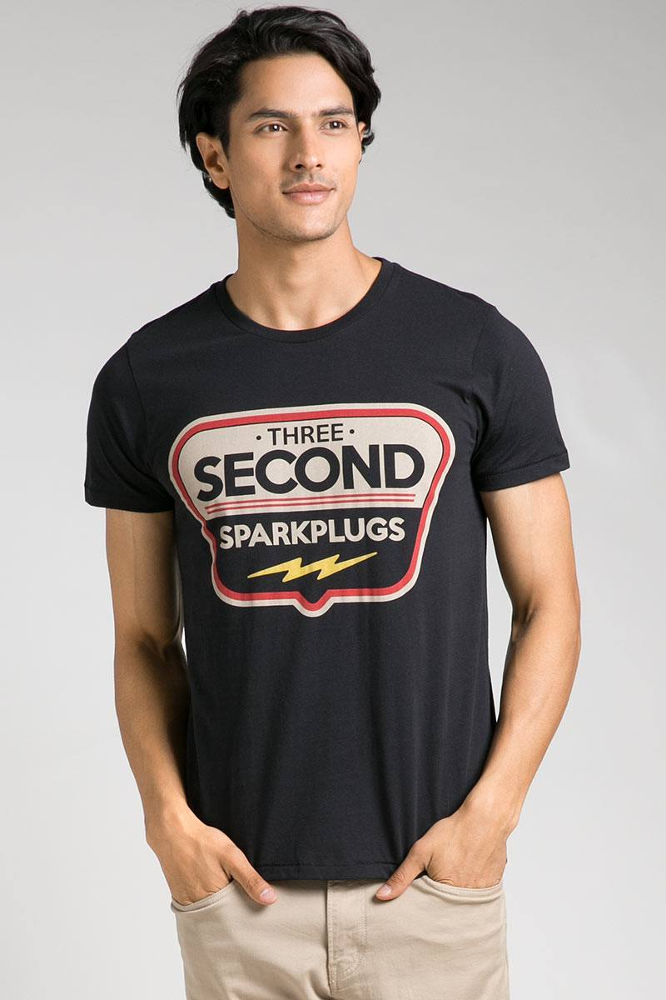 · THREE ·
SECOND
SPARKPLUGS